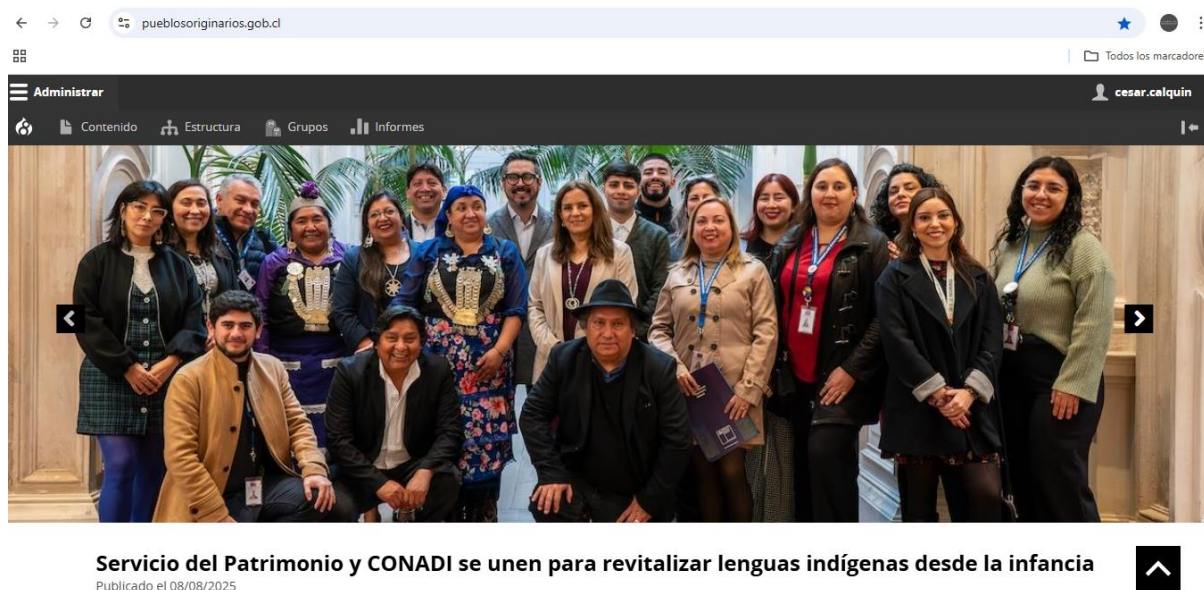 pueblosoriginarios.gob.cl
Todos los marcadore
Administrar
cesar.calquin
Contenido Estructura Grupos Informes
Servicio del Patrimonio y CONADI se unen para revitalizar lenguas indígenas desde la infancia
Publicado el 08/08/2025